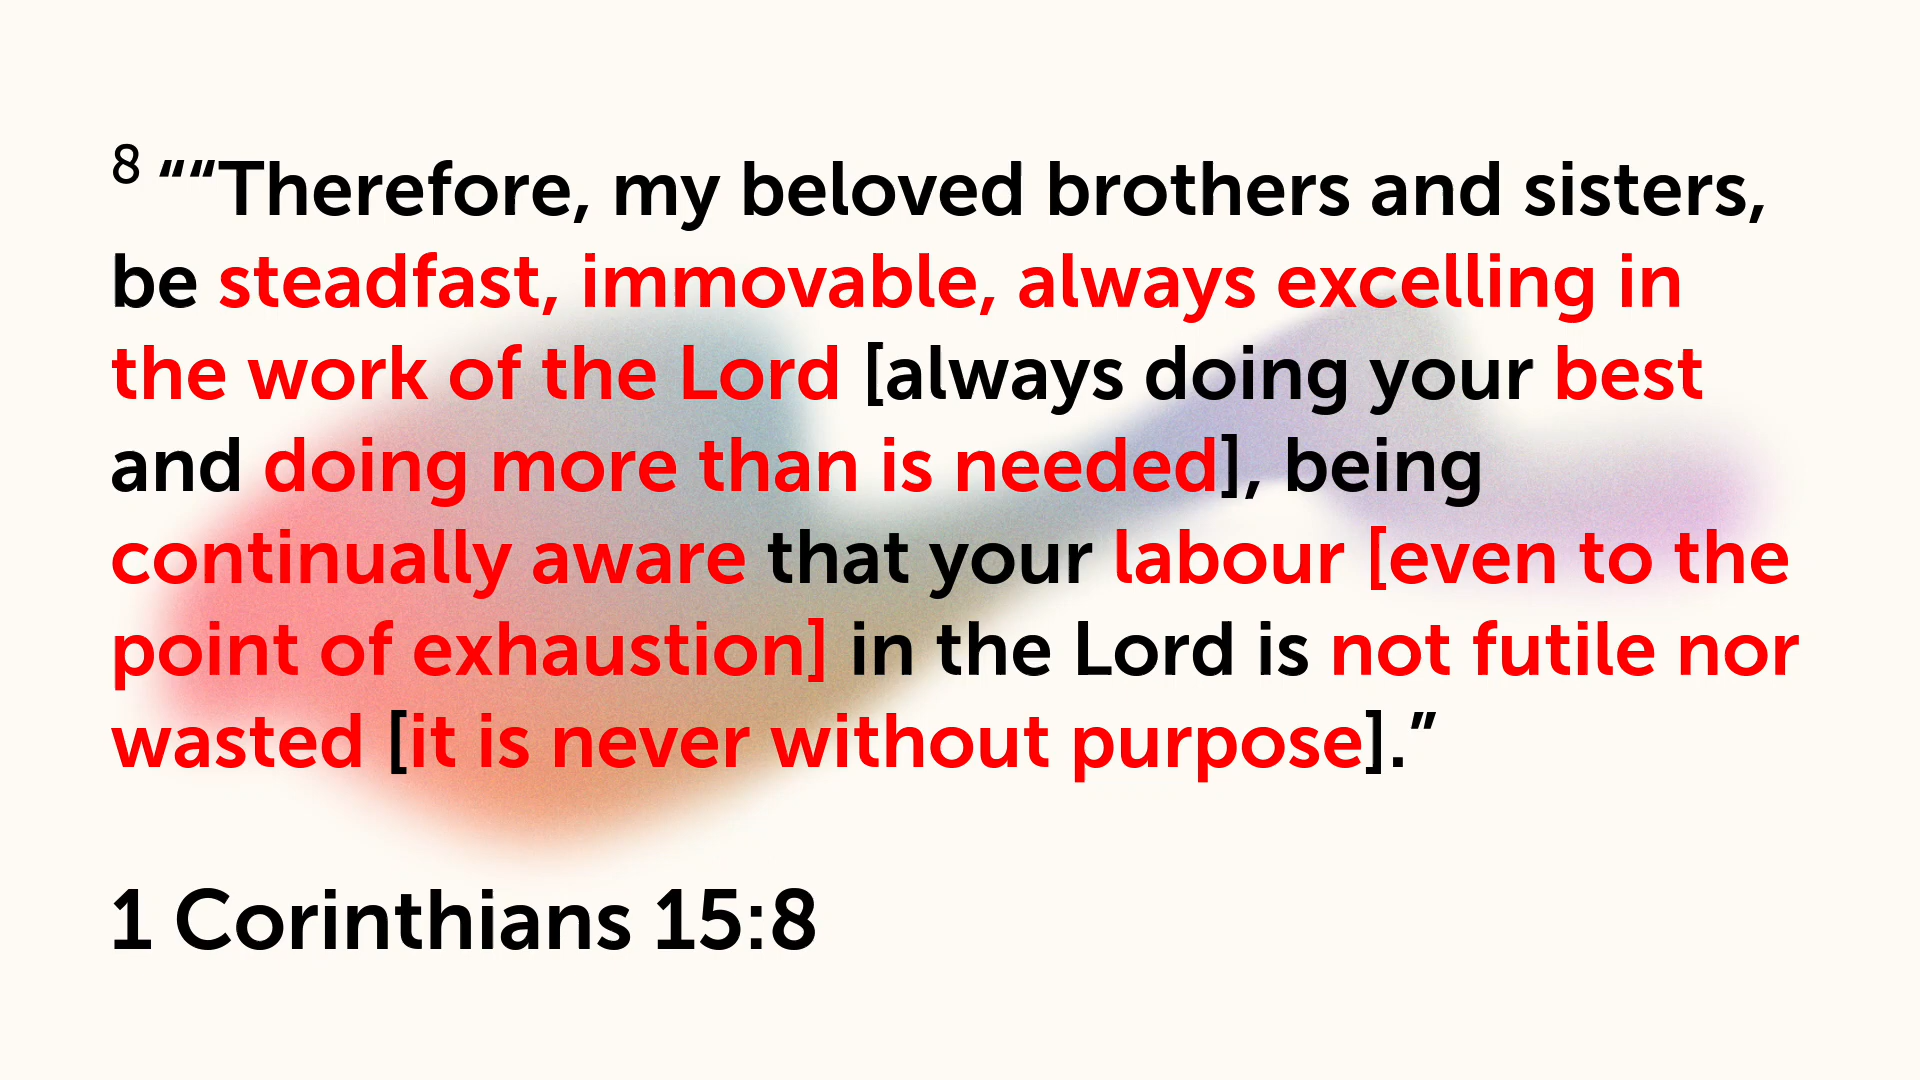 8 ““Therefore, my beloved brothers and sisters,
be steadfast, immovable, always excelling in
the work of the Lord [always doing your best
and doing more than is needed], being
continually aware that your labour [even to the
point of exhaustion] in the Lord is not futile nor
wasted [it is never without purpose].”
1 Corinthians 15:8